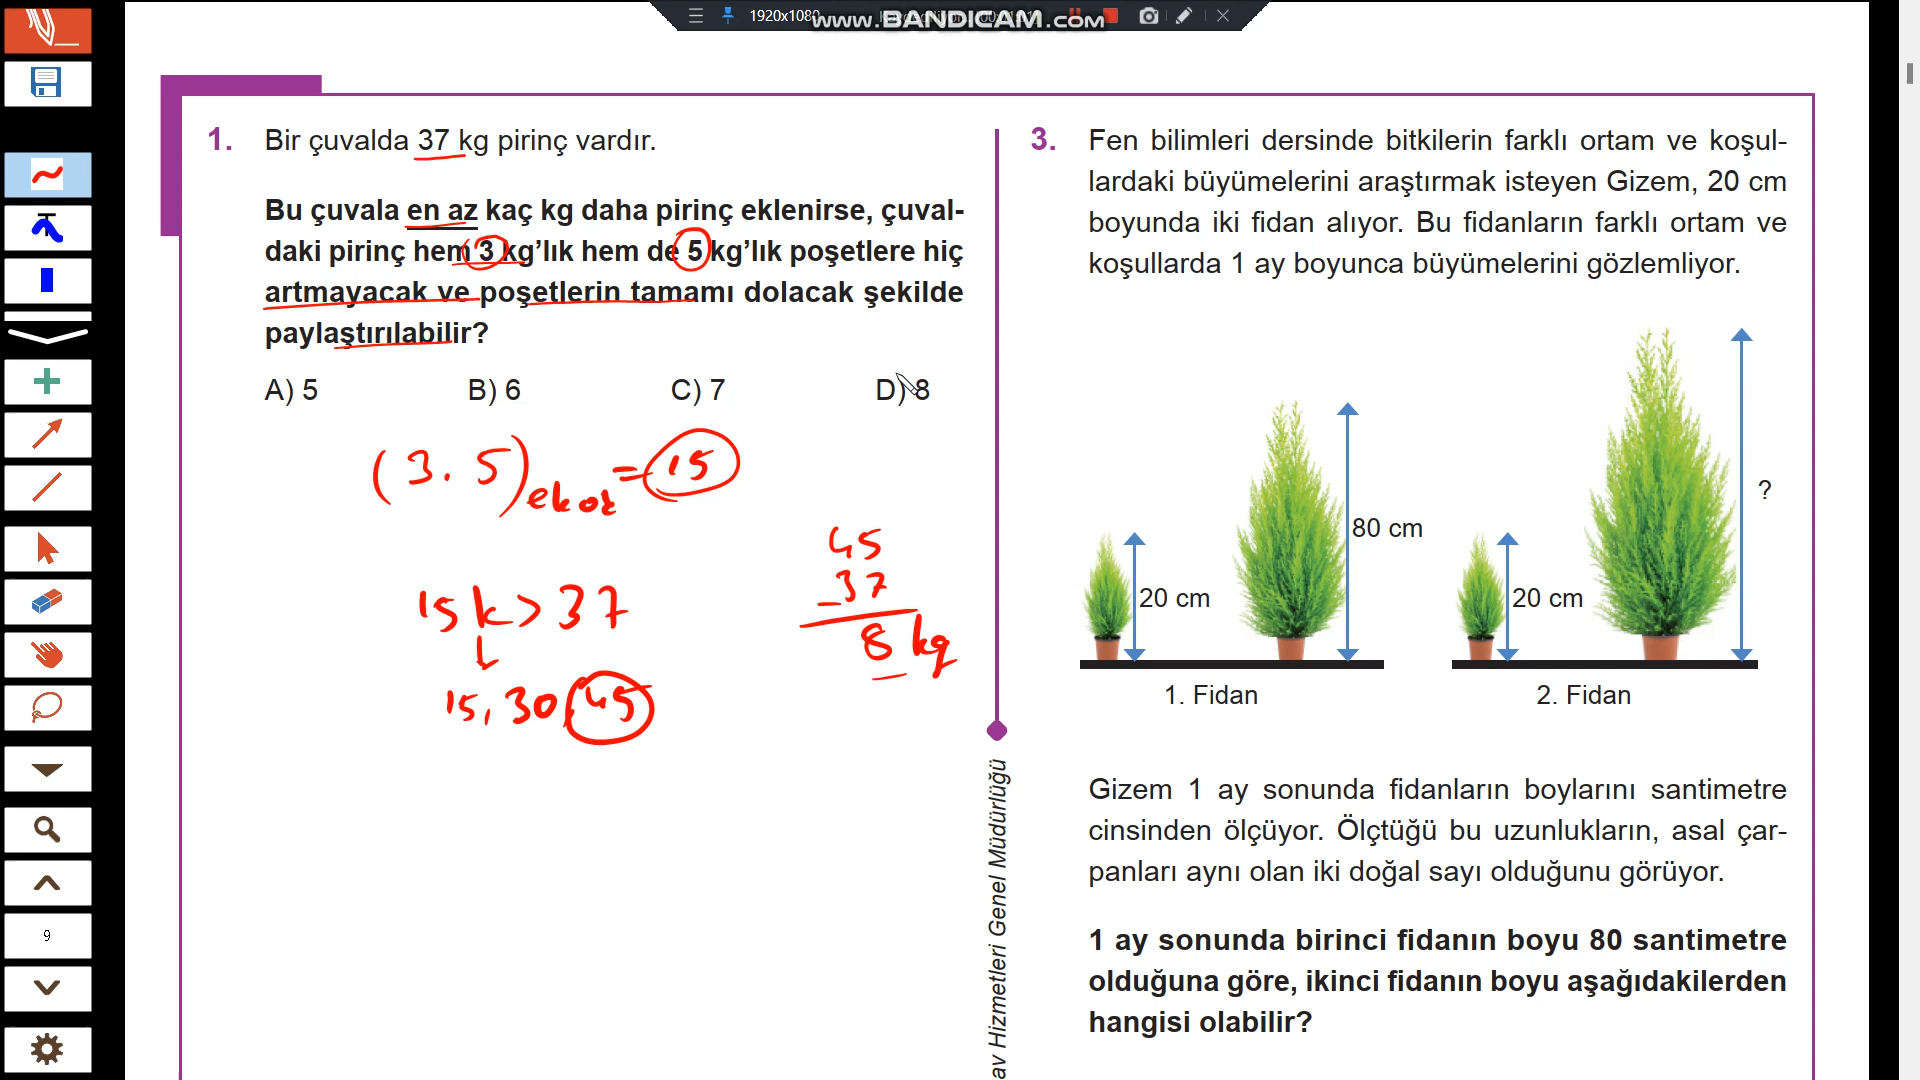 1920x1080
www.BANDICAM.com
1. Bir çuvalda 37 kg pirinç vardır.
Bu çuvala en az kaç kg daha pirinç eklenirse, çuval-
daki pirinç hem 3 kg’lık hem de 5 kg’lık poşetlere hiç
artmayacak ve poşetlerin tamamı dolacak şekilde
paylaştırılabilir?
A) 5 B) 6 C) 7 D) 8
(3.5)ekok=15
15k>37
15,30,45
45
-37
8 kg
av Hizmetleri Genel Müdürlüğü
3. Fen bilimleri dersinde bitkilerin farklı ortam ve koşul-
lardaki büyümelerini araştırmak isteyen Gizem, 20 cm
boyunda iki fidan alıyor. Bu fidanların farklı ortam ve
koşullarda 1 ay boyunca büyümelerini gözlemliyor.
20 cm
80 cm
1. Fidan
20 cm
?
2. Fidan
Gizem 1 ay sonunda fidanların boylarını santimetre
cinsinden ölçüyor. Ölçtüğü bu uzunlukların, asal çar-
panları aynı olan iki doğal sayı olduğunu görüyor.
1 ay sonunda birinci fidanın boyu 80 santimetre
olduğuna göre, ikinci fidanın boyu aşağıdakilerden
hangisi olabilir?
9